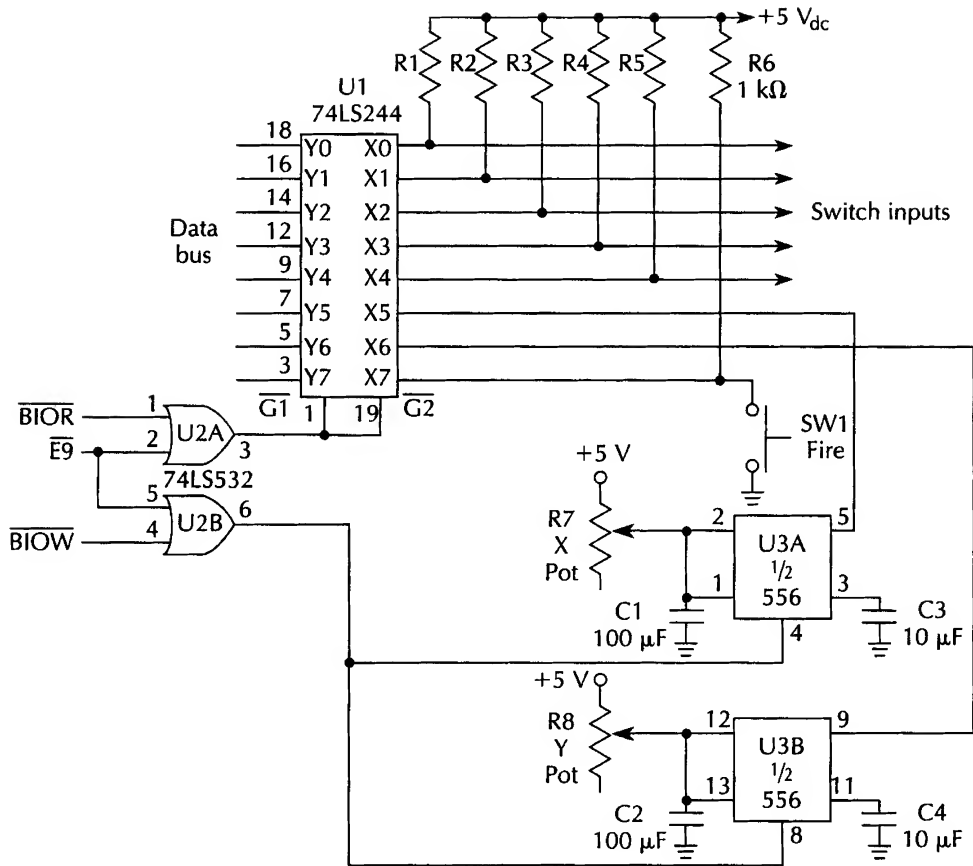 +5 Vdc
R1 R2 R3 R4 R5 R6
1 kΩ
U1
74LS244
18 Y0 X0
16 Y1 X1
14 Y2 X2
12 Y3 X3
9 Y4 X4
7 Y5 X5
5 Y6 X6
3 Y7 X7
Data
bus
Switch inputs
G1 1 19 G2
BIOR 1
E9 2
U2A 3
74LS532
5
BIOW 4
U2B 6
SW1
Fire
+5 V
R7
X
Pot
2 5
U3A
1/2
556
1 3
4
C1
100 µF
C3
10 µF
+5 V
R8
Y
Pot
12 9
U3B
1/2
556
13 11
8
C2
100 µF
C4
10 µF